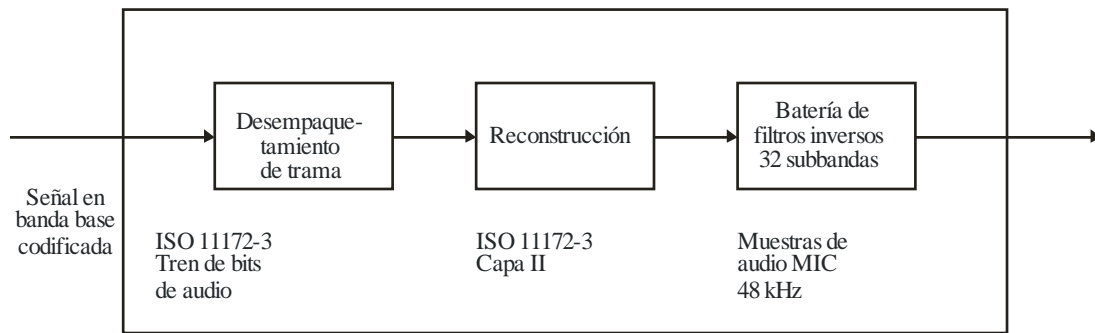 Desempaque-
tamiento
de trama
Reconstrucción
Batería de
filtros inversos
32 subbandas
Señal en
banda base
codificada
ISO 11172-3
Tren de bits
de audio
ISO 11172-3
Capa II
Muestras de
audio MIC
48 kHz